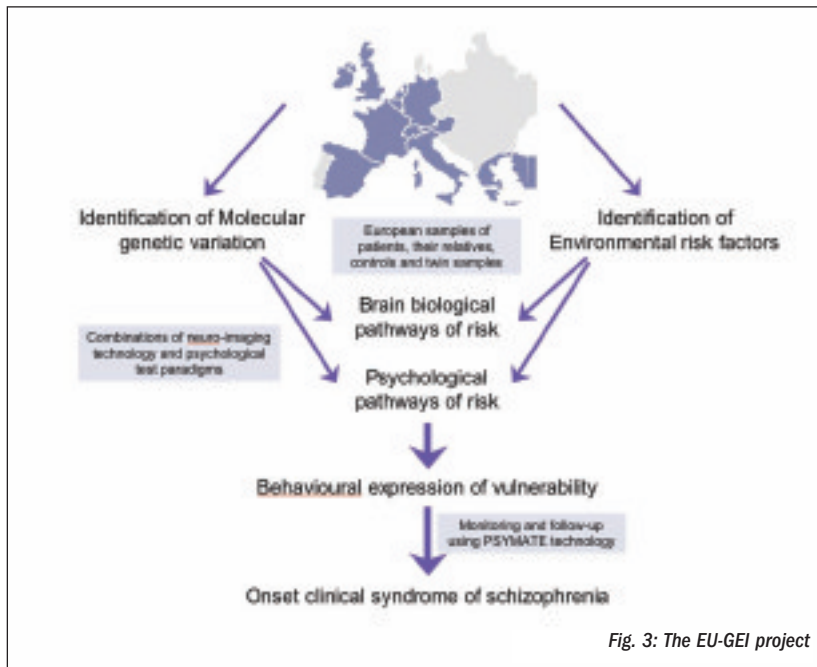 Identification of Molecular
genetic variation
European samples of
patients, their relatives,
controls and twin samples
Identification of
Environmental risk factors
Brain biological
pathways of risk
Combinations of neuro-imaging
technology and psychological
test paradigms
Psychological
pathways of risk
Behavioural expression of vulnerability
Monitoring and follow-up
using PSYMATE technology
Onset clinical syndrome of schizophrenia
Fig. 3: The EU-GEI project